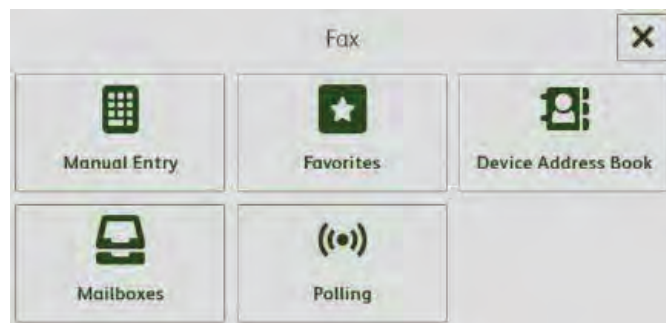 Fax
Manual Entry
Favorites
Device Address Book
Mailboxes
Polling